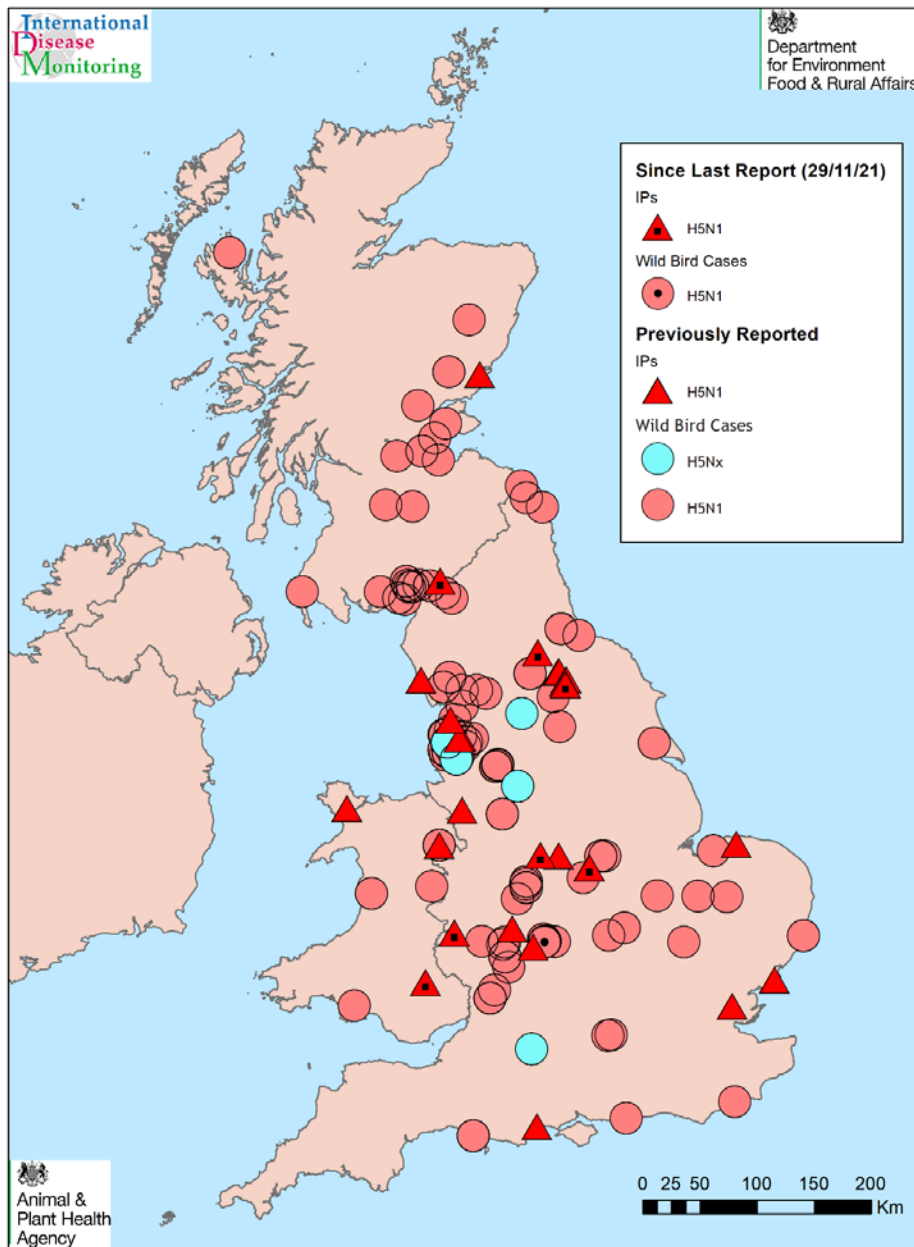 International
Disease
Monitoring
Department
for Environment
Food & Rural Affairs
Since Last Report (29/11/21)
IPs
H5N1
Wild Bird Cases
H5N1
Previously Reported
IPs
H5N1
Wild Bird Cases
H5Nx
H5N1
Animal &
Plant Health
Agency
0 25 50 100 150 200
Km